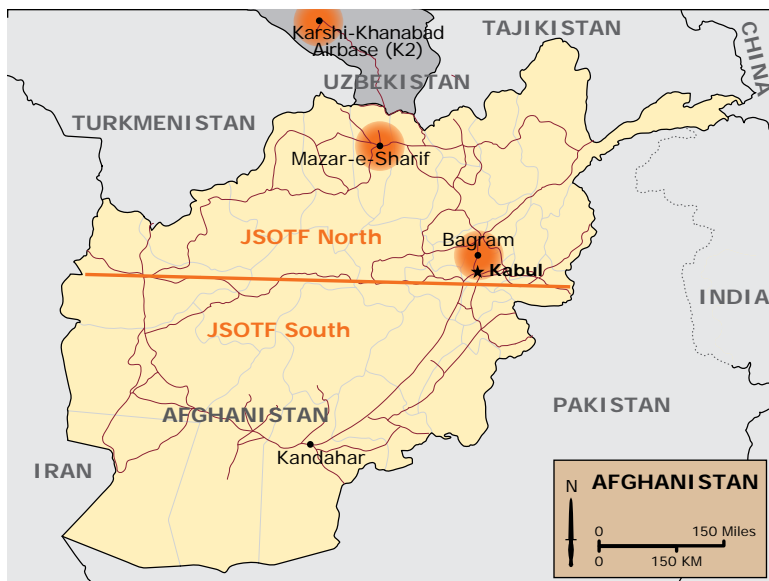 Karshi-Khanabad
Airbase (K2)
TAJIKISTAN
CHINA
UZBEKISTAN
TURKMENISTAN
Mazar-e-Sharif
JSOTF North
Bagram
Kabul
INDIA
JSOTF South
AFGHANISTAN
PAKISTAN
Kandahar
IRAN
AFGHANISTAN
N
0 150 Miles
0 150 KM